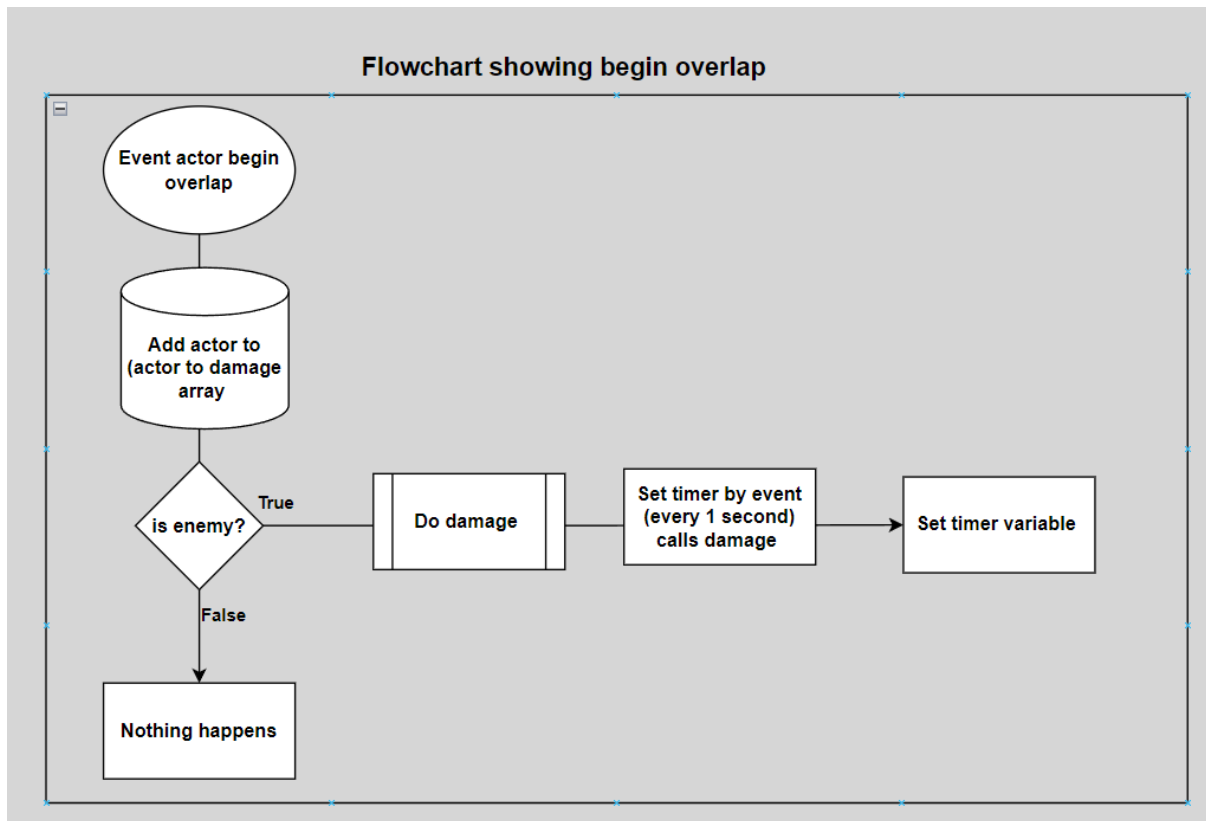 Flowchart showing begin overlap
Event actor begin
overlap
Add actor to
(actor to damage
array
is enemy?
True
Do damage
Set timer by event
(every 1 second)
calls damage
Set timer variable
False
Nothing happens